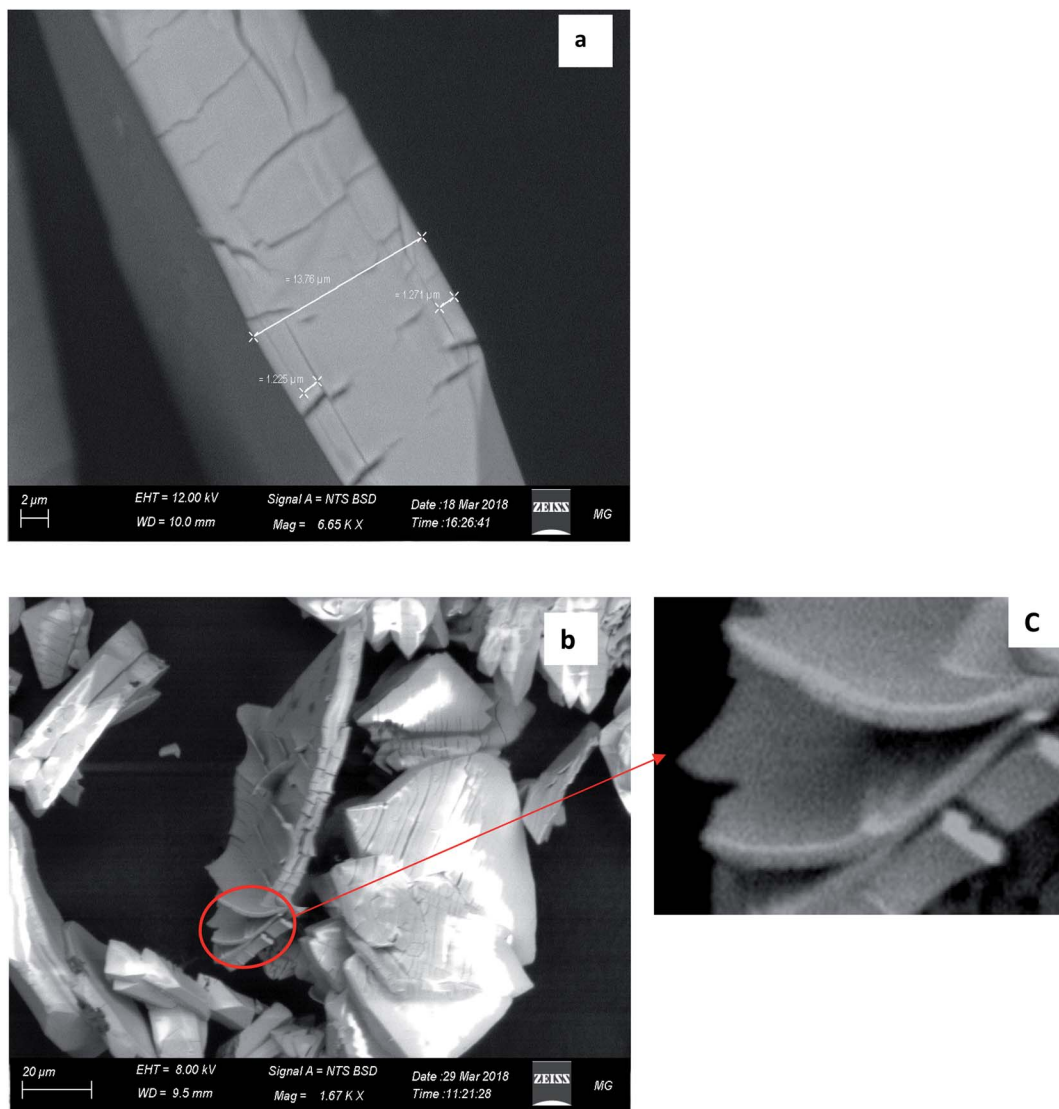 a
= 13.76 µm
= 1.271 µm
= 1.225 µm
2 µm
EHT = 12.00 kV
WD = 10.0 mm
Signal A = NTS BSD
Mag = 6.65 K X
Date :18 Mar 2018
Time :16:26:41
ZEISS
MG
b
C
20 µm
EHT = 8.00 kV
WD = 9.5 mm
Signal A = NTS BSD
Mag = 1.67 K X
Date :29 Mar 2018
Time :11:21:28
ZEISS
MG